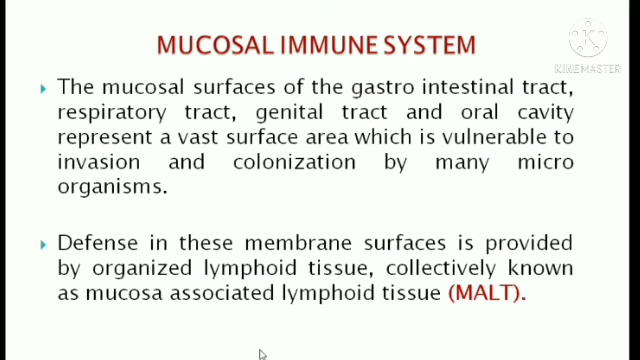 MUCOSAL IMMUNE SYSTEM
KINEMASTER
The mucosal surfaces of the gastro intestinal tract,
respiratory tract, genital tract and oral cavity
represent a vast surface area which is vulnerable to
invasion and colonization by many micro
organisms.
Defense in these membrane surfaces is provided
by organized lymphoid tissue, collectively known
as mucosa associated lymphoid tissue (MALT).